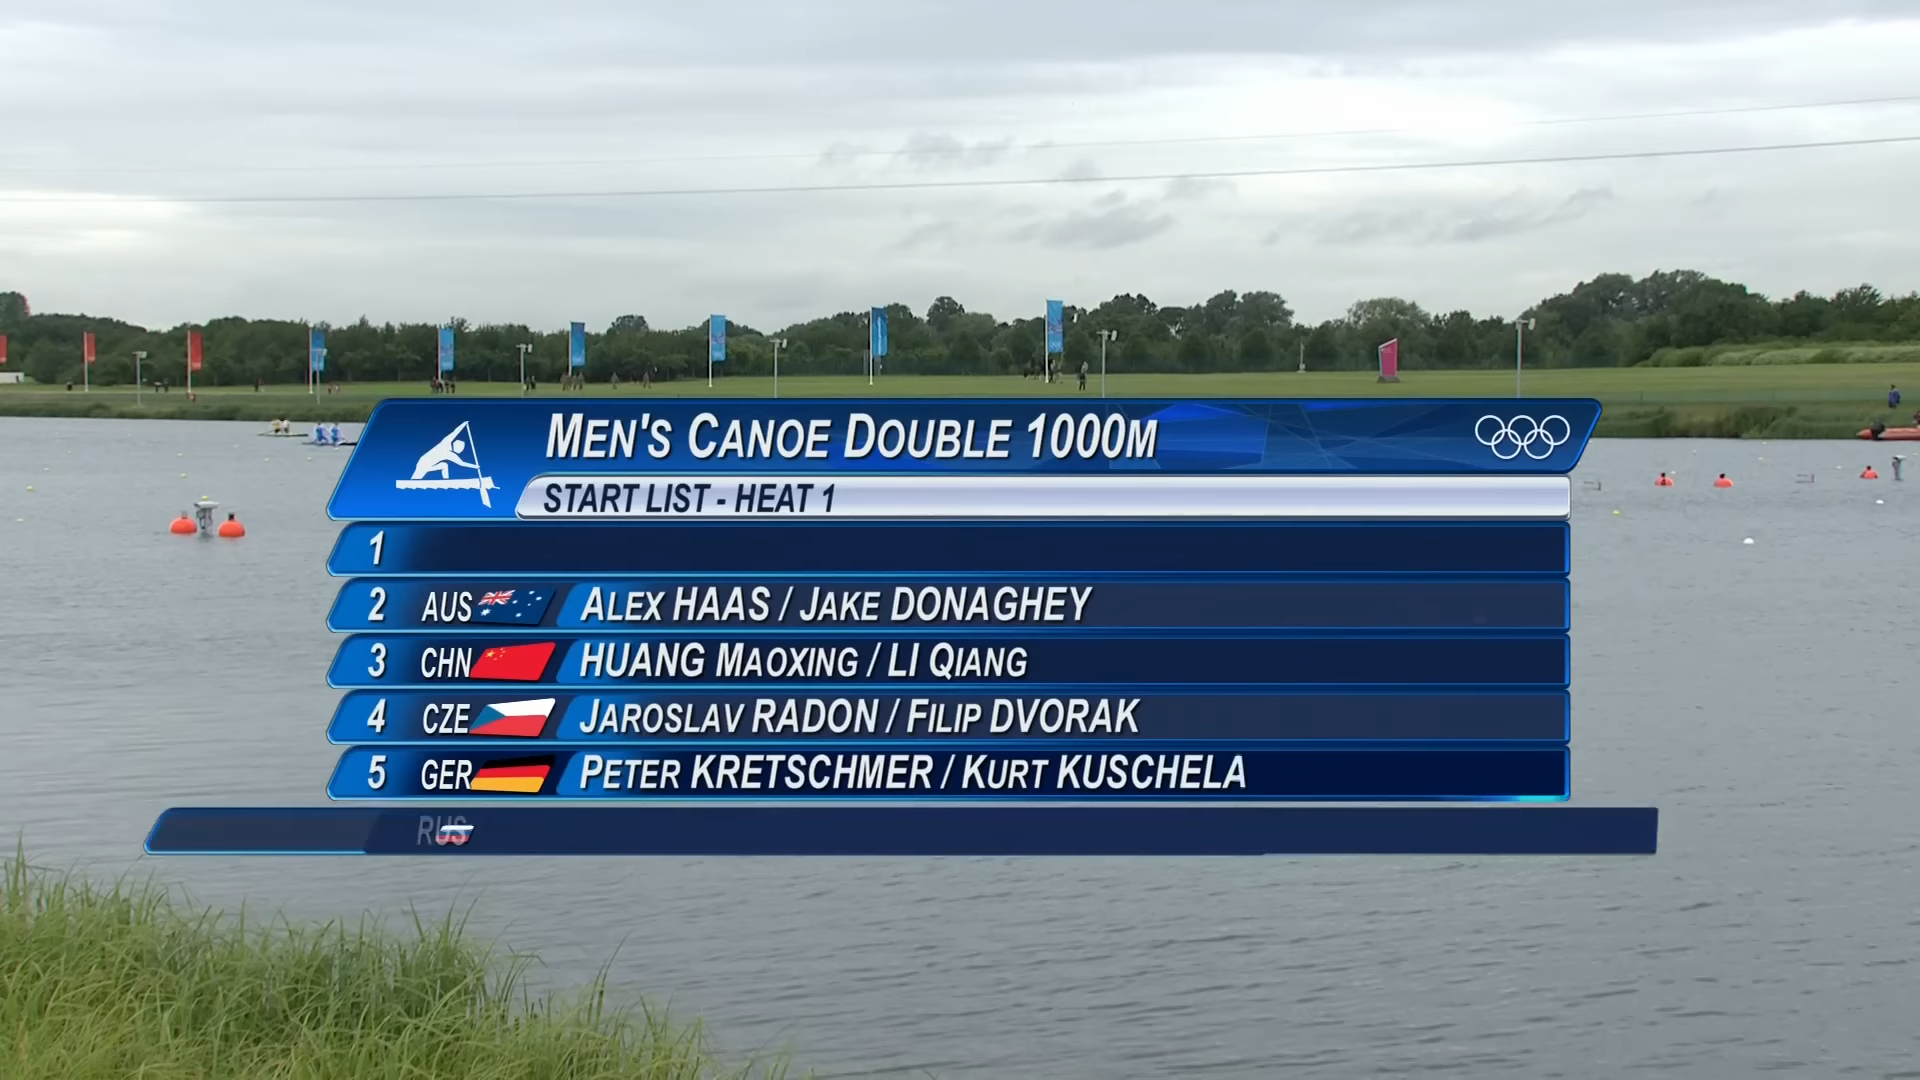 MEN'S CANOE DOUBLE 1000M
START LIST - HEAT 1
1
2 AUS ALEX HAAS / JAKE DONAGHEY
3 CHN HUANG MAOXING / LI QIANG
4 CZE JAROSLAV RADON / FILIP DVORAK
5 GER PETER KRETSCHMER / KURT KUSCHELA
RUS